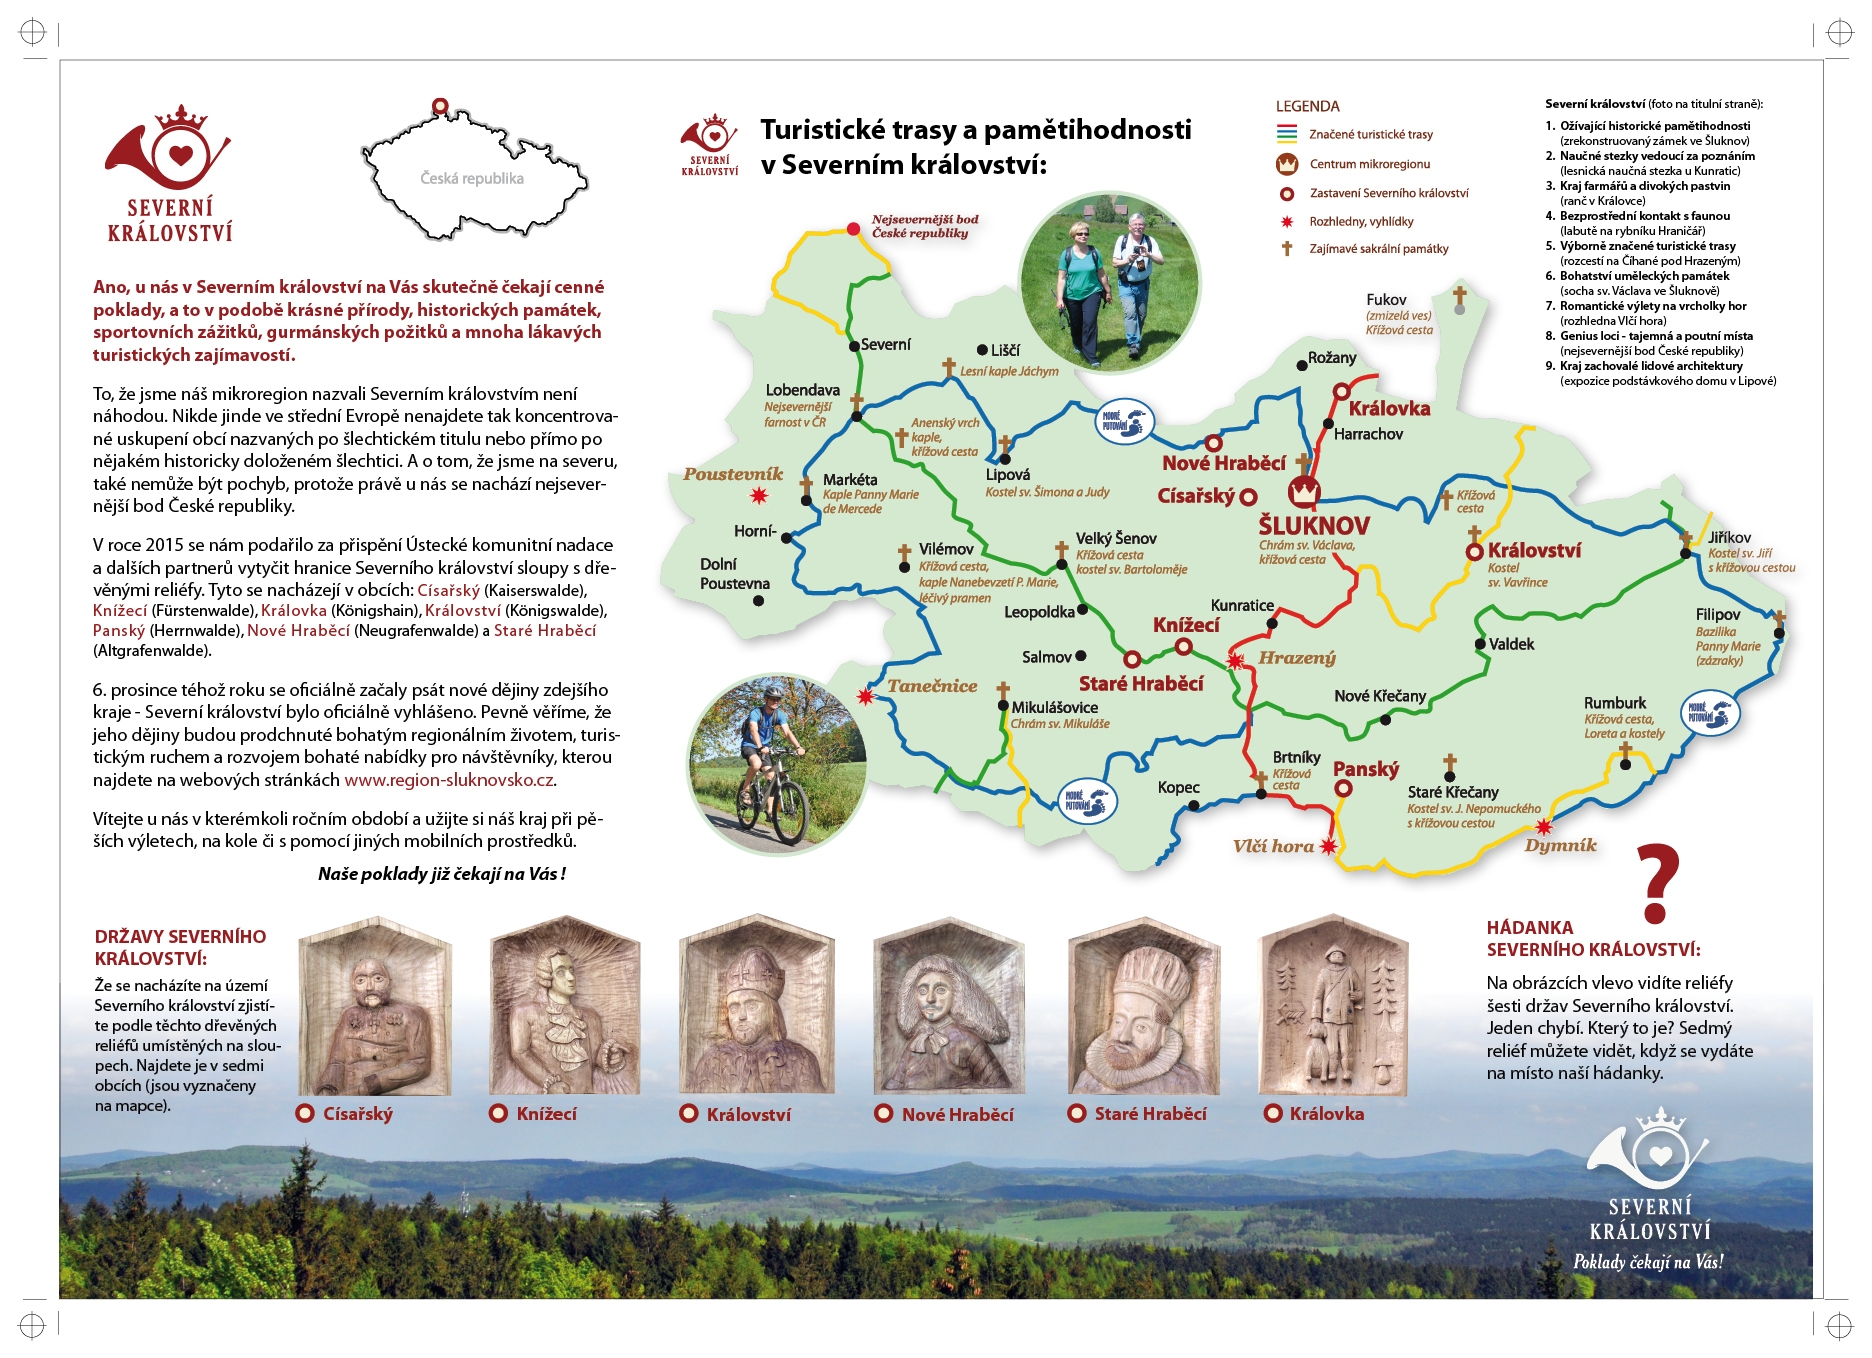 SEVERNÍ
KRÁLOVSTVÍ
Česká republika
Ano, u nás v Severním království na Vás skutečně čekají cenné
poklady, a to v podobě krásné přírody, historických památek,
sportovních zážitků, gurmánských požitků a mnoha lákavých
turistických zajímavostí.
To, že jsme náš mikroregion nazvali Severním královstvím není
náhodou. Nikde jinde ve střední Evropě nenajdete tak koncentrova-
né uskupení obcí nazvaných po šlechtickém titulu nebo přímo po
nějakém historicky doloženém šlechtici. A o tom, že jsme na severu,
také nemůže být pochyb, protože právě u nás se nachází nejsever-
nější bod České republiky.
V roce 2015 se nám podařilo za přispění Ústecké komunitní nadace
a dalších partnerů vytyčit hranice Severního království sloupy s dře-
věnými reliéfy. Tyto se nacházejí v obcích: Císařský (Kaiserswalde),
Knížecí (Fürstenwalde), Královka (Königshain), Království (Königswalde),
Panský (Herrnwalde), Nové Hraběcí (Neugrafenwalde) a Staré Hraběcí
(Altgrafenwalde).
6. prosince téhož roku se oficiálně začaly psát nové dějiny zdejšího
kraje - Severní království bylo oficiálně vyhlášeno. Pevně věříme, že
jeho dějiny budou prodchnuté bohatým regionálním životem, turis-
tickým ruchem a rozvojem bohaté nabídky pro návštěvníky, kterou
najdete na webových stránkách www.region-sluknovsko.cz.
Vítejte u nás v kterémkoli ročním období a užijte si náš kraj při pě-
ších výletech, na kole či s pomocí jiných mobilních prostředků.
Naše poklady již čekají na Vás !
SEVERNÍ
KRÁLOVSTVÍ
Turistické trasy a pamětihodnosti
v Severním království:
LEGENDA
Značené turistické trasy
Centrum mikroregionu
Zastavení Severního království
Rozhledny, vyhlídky
Zajímavé sakrální památky
Severní království (foto na titulní straně):
1. Ožívající historické pamětihodnosti
(zrekonstruovaný zámek ve Šluknov)
2. Naučné stezky vedoucí za poznáním
(lesnická naučná stezka u Kunratic)
3. Kraj farmářů a divokých pastvin
(ranč v Královce)
4. Bezprostřední kontakt s faunou
(labutě na rybníku Hraničář)
5. Výborně značené turistické trasy
(rozcestí na Číhané pod Hrazeným)
6. Bohatství uměleckých památek
(socha sv. Václava ve Šluknově)
7. Romantické výlety na vrcholky hor
(rozhledna Vlčí hora)
8. Genius loci - tajemná a poutní místa
(nejsevernější bod České republiky)
9. Kraj zachovalé lidové architektury
(expozice podstávkového domu v Lipové)
Nejsevernější bod
České republiky
Severní
Liščí
Lesní kaple Jáchym
Lobendava
Nejsevernější
farnost v ČR
Anenský vrch
kaple,
křížová cesta
Fukov
(zmizelá ves)
Křížová cesta
Rožany
Královka
Harrachov
MODRÉ
PUTOVÁNÍ
Nové Hraběcí
Císařský
ŠLUKNOV
Chrám sv. Václava,
křížová cesta
Lipová
Kostel sv. Šimona a Judy
Poustevník
Markéta
Kaple Panny Marie
de Mercede
Horní-
Dolní
Poustevna
Vilémov
Křížová cesta,
kaple Nanebevzetí P. Marie,
léčivý pramen
Velký Šenov
Křížová cesta
kostel sv. Bartoloměje
Křížová
cesta
Království
Kostel
sv. Vavřince
Jiříkov
Kostel sv. Jiří
s křížovou cestou
Leopoldka
Kunratice
Knížecí
Filipov
Bazilika
Panny Marie
(zázraky)
Valdek
Salmov
Staré Hraběcí
Hrazený
Tanečnice
Mikulášovice
Chrám sv. Mikuláše
Nové Křečany
Rumburk
Křížová cesta,
Loreta a kostely
MODRÉ
PUTOVÁNÍ
Brtníky
Křížová
cesta
Panský
Kopec
MODRÉ
PUTOVÁNÍ
Staré Křečany
Kostel sv. J. Nepomuckého
s křížovou cestou
Vlčí hora
Dymník
?
DRŽAVY SEVERNÍHO
KRÁLOVSTVÍ:
Že se nacházíte na území
Severního království zjistí-
te podle těchto dřevěných
reliéfů umístěných na slou-
pech. Najdete je v sedmi
obcích (jsou vyznačeny
na mapce).
Císařský
Knížecí
Království
Nové Hraběcí
Staré Hraběcí
Královka
HÁDANKA
SEVERNÍHO KRÁLOVSTVÍ:
Na obrázcích vlevo vidíte reliéfy
šesti držav Severního království.
Jeden chybí. Který to je? Sedmý
reliéf můžete vidět, když se vydáte
na místo naší hádanky.
SEVERNÍ
KRÁLOVSTVÍ
Poklady čekají na Vás!